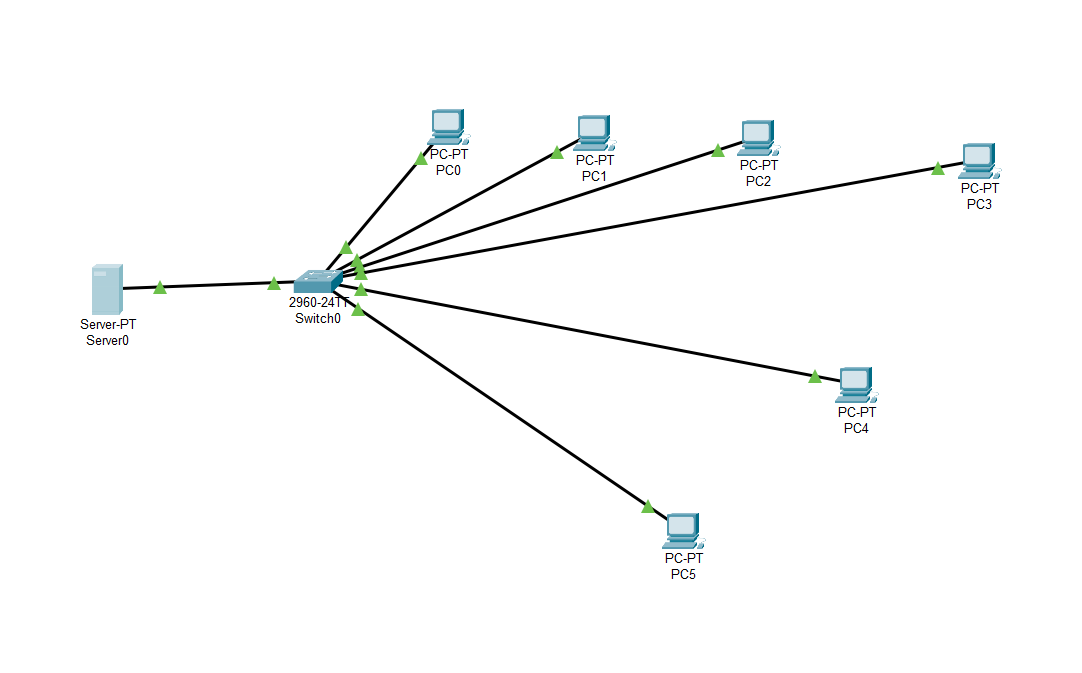 PC-PT
PC0
PC-PT
PC1
PC-PT
PC2
PC-PT
PC3
Server-PT
Server0
2960-24TT
Switch0
PC-PT
PC4
PC-PT
PC5